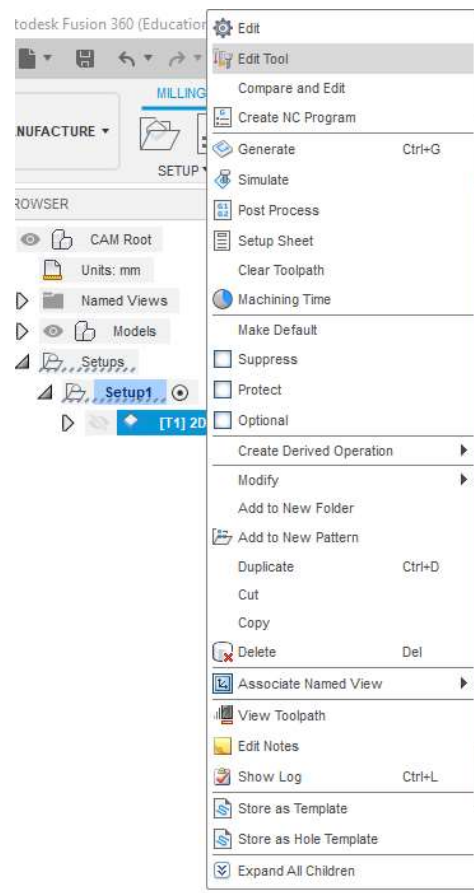 todesk Fusion 360 (Education
MILLING
NUFACTURE
SETUP
ROWSER
CAM Root
Units: mm
Named Views
Models
Setups
Setup1
[T1] 2D
Edit
Edit Tool
Compare and Edit
Create NC Program
Generate Ctrl+G
Simulate
Post Process
Setup Sheet
Clear Toolpath
Machining Time
Make Default
Suppress
Protect
Optional
Create Derived Operation
Modify
Add to New Folder
Add to New Pattern
Duplicate Ctrl+D
Cut
Copy
Delete Del
Associate Named View
View Toolpath
Edit Notes
Show Log Ctrl+L
Store as Template
Store as Hole Template
Expand All Children